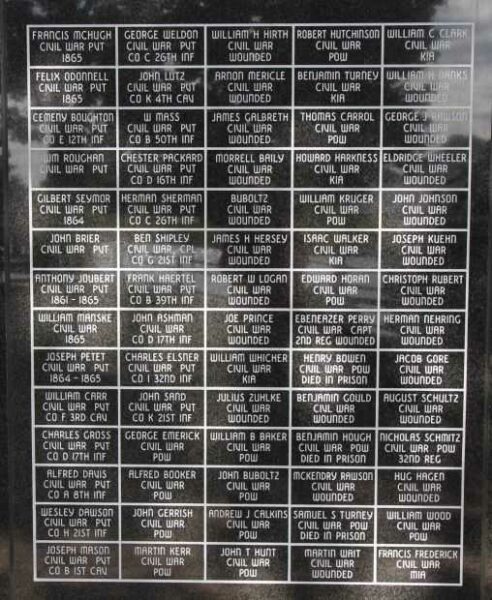 FRANCIS MCHUGH
CIVIL WAR PVT
1865
GEORGE WELDON
CIVIL WAR PVT
CO C 26TH INF
WILLIAM H HIRTH
CIVIL WAR
WOUNDED
ROBERT HUTCHINSON
CIVIL WAR
POW
WILLIAM C CLARK
CIVIL WAR
KIA
FELIX ODONNELL
CIVIL WAR PVT
1865
JOHN LUTZ
CIVIL WAR PVT
CO K 4TH CAV
ARNON MERICLE
CIVIL WAR
WOUNDED
BENJAMIN TURNEY
CIVIL WAR
KIA
WILLIAM H BANKS
CIVIL WAR
WOUNDED
CEMENY BOUGHTON
CIVIL WAR PVT
CO E 12TH INF
W MASS
CIVIL WAR PVT
CO B 50TH INF
JAMES GALBRETH
CIVIL WAR
WOUNDED
THOMAS CARROL
CIVIL WAR
POW
GEORGE J RAWSON
CIVIL WAR
WOUNDED
WM ROUGHAN
CIVIL WAR PVT
CHESTER PACKARD
CIVIL WAR PVT
CO D 16TH INF
MORRELL BAILY
CIVIL WAR
WOUNDED
HOWARD HARKNESS
CIVIL WAR
KIA
ELDRIDGE WHEELER
CIVIL WAR
WOUNDED
GILBERT SEYMOR
CIVIL WAR PVT
1864
HERMAN SHERMAN
CIVIL WAR PVT
CO C 26TH INF
BUBOLTZ
CIVIL WAR
WOUNDED
WILLIAM KRUGER
CIVIL WAR
POW
JOHN JOHNSON
CIVIL WAR
WOUNDED
JOHN BRIER
CIVIL WAR PVT
BEN SHIPLEY
CIVIL WAR CPL
CO G 21ST INF
JAMES H HERSEY
CIVIL WAR
WOUNDED
ISAAC WALKER
CIVIL WAR
KIA
JOSEPH KUEHN
CIVIL WAR
WOUNDED
ANTHONY JOUBERT
CIVIL WAR PVT
1861 - 1865
FRANK HAERTEL
CIVIL WAR PVT
CO B 39TH INF
ROBERT W LOGAN
CIVIL WAR
WOUNDED
EDWARD HORAN
CIVIL WAR
POW
CHRISTOPH RUBERT
CIVIL WAR
WOUNDED
WILLIAM MANSKE
CIVIL WAR
1865
JOHN ASHMAN
CIVIL WAR
CO D 17TH INF
JOE PRINCE
CIVIL WAR
WOUNDED
EBENEAZER PERRY
CIVIL WAR CAPT
2ND REG WOUNDED
HERMAN NEHRING
CIVIL WAR
WOUNDED
JOSEPH PETET
CIVIL WAR PVT
1864 - 1865
CHARLES ELSNER
CIVIL WAR PVT
CO I 32ND INF
WILLIAM WHICHER
CIVIL WAR
KIA
HENRY BOWEN
CIVIL WAR POW
DIED IN PRISON
JACOB GORE
CIVIL WAR
WOUNDED
WILLIAM CARR
CIVIL WAR PVT
CO F 3RD CAV
JOHN SAND
CIVIL WAR PVT
CO K 21ST INF
JULIUS ZUHLKE
CIVIL WAR
WOUNDED
BENJAMIN GOULD
CIVIL WAR
WOUNDED
AUGUST SCHULTZ
CIVIL WAR
WOUNDED
CHARLES GROSS
CIVIL WAR PVT
CO D 17TH INF
GEORGE EMERICK
CIVIL WAR
POW
WILLIAM B BAKER
CIVIL WAR
POW
BENJAMIN HOUGH
CIVIL WAR POW
DIED IN PRISON
NICHOLAS SCHMITZ
CIVIL WAR POW
32ND REG
ALFRED DAVIS
CIVIL WAR PVT
CO A 8TH INF
ALFRED BOOKER
CIVIL WAR
POW
JOHN BUBOLTZ
CIVIL WAR
POW
MCKENDRY RAWSON
CIVIL WAR
WOUNDED
HUG HAGEN
CIVIL WAR
WOUNDED
WESLEY DAWSON
CIVIL WAR PVT
CO H 21ST INF
JOHN GERRISH
CIVIL WAR
POW
ANDREW J CALKINS
CIVIL WAR
POW
SAMUEL S TURNEY
CIVIL WAR POW
DIED IN PRISON
WILLIAM WOOD
CIVIL WAR
POW
JOSEPH MASON
CIVIL WAR PVT
CO B 1ST CAV
MARTIN KERR
CIVIL WAR
POW
JOHN T HUNT
CIVIL WAR
POW
MARTIN WAIT
CIVIL WAR
WOUNDED
FRANCIS FREDERICK
CIVIL WAR
MIA